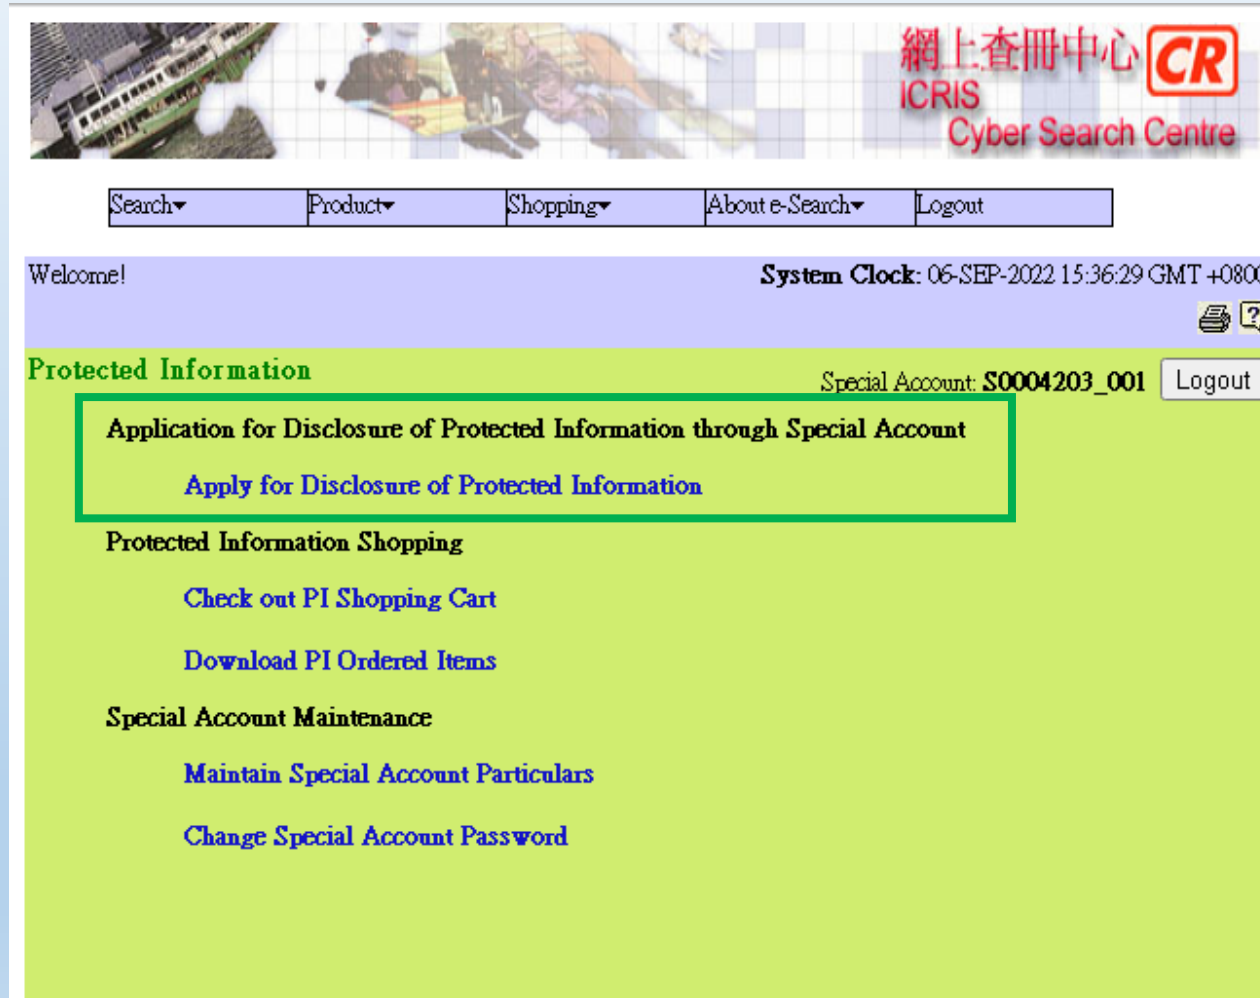 網上查冊中心 CR
ICRIS
Cyber Search Centre
Search Product Shopping About e-Search Logout
Welcome! System Clock: 06-SEP-2022 15:36:29 GMT +0800
?
Protected Information
Special Account: S0004203_001 Logout
Application for Disclosure of Protected Information through Special Account
Apply for Disclosure of Protected Information
Protected Information Shopping
Check out PI Shopping Cart
Download PI Ordered Items
Special Account Maintenance
Maintain Special Account Particulars
Change Special Account Password